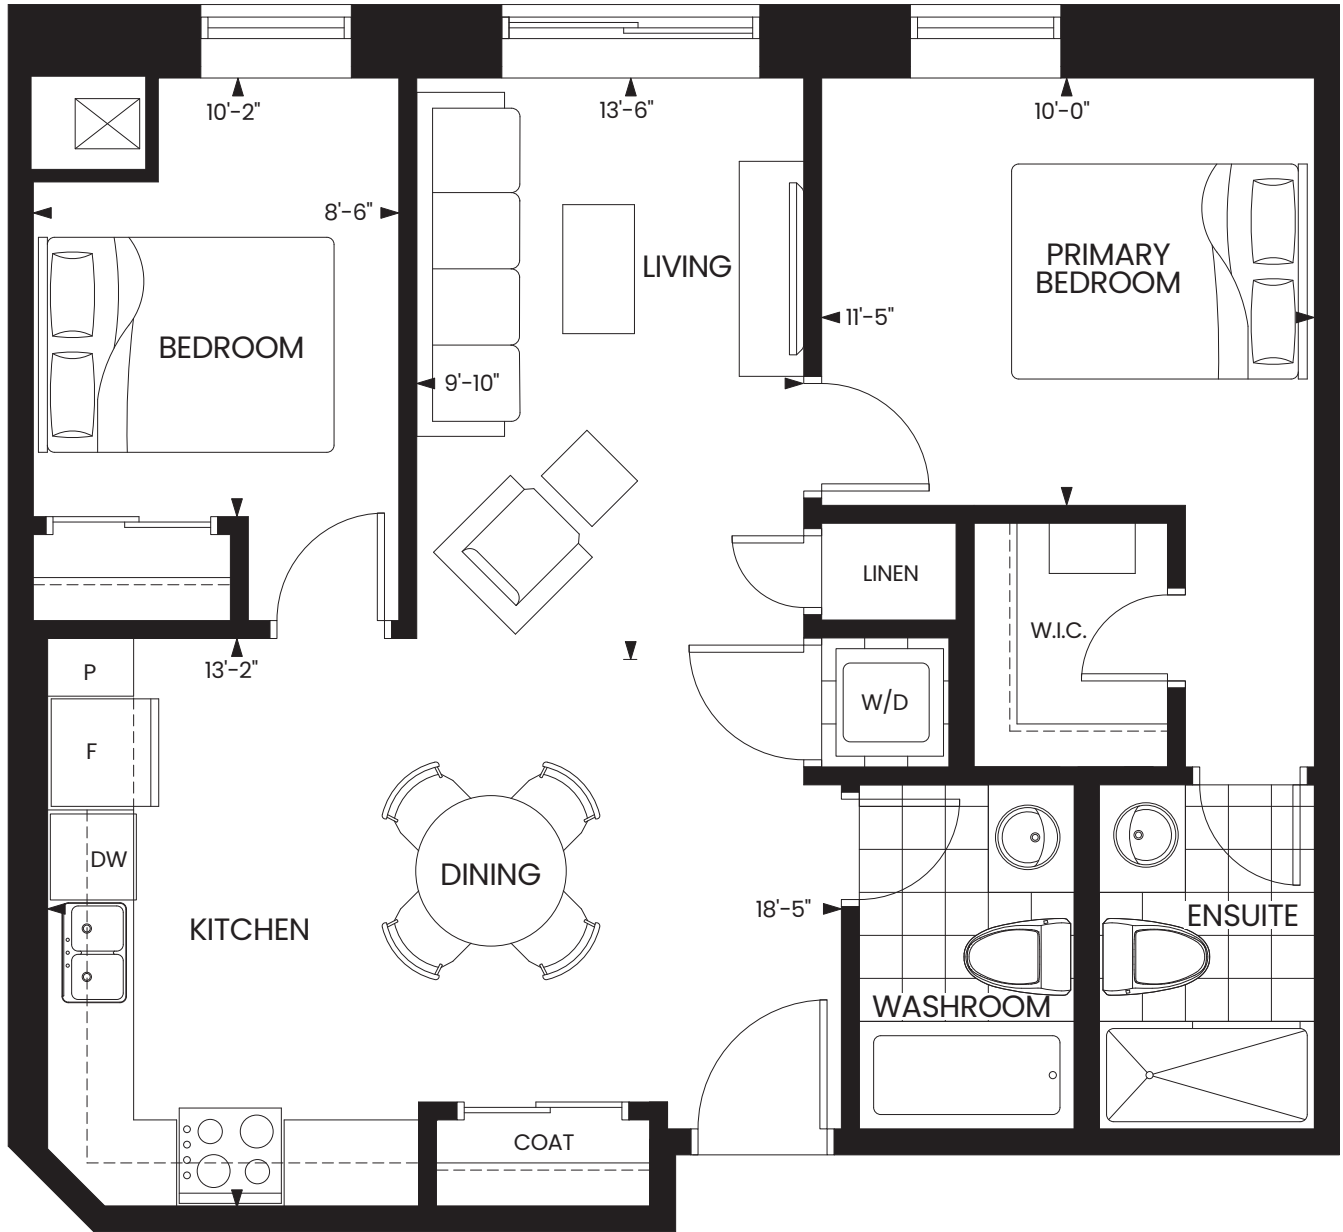 10'-2"
13'-6"
10'-0"
8'-6"
LIVING
PRIMARY
BEDROOM
11'-5"
BEDROOM
9'-10"
LINEN
W.I.C.
13'-2"
P
W/D
F
DW
DINING
18'-5"
ENSUITE
KITCHEN
WASHROOM
COAT